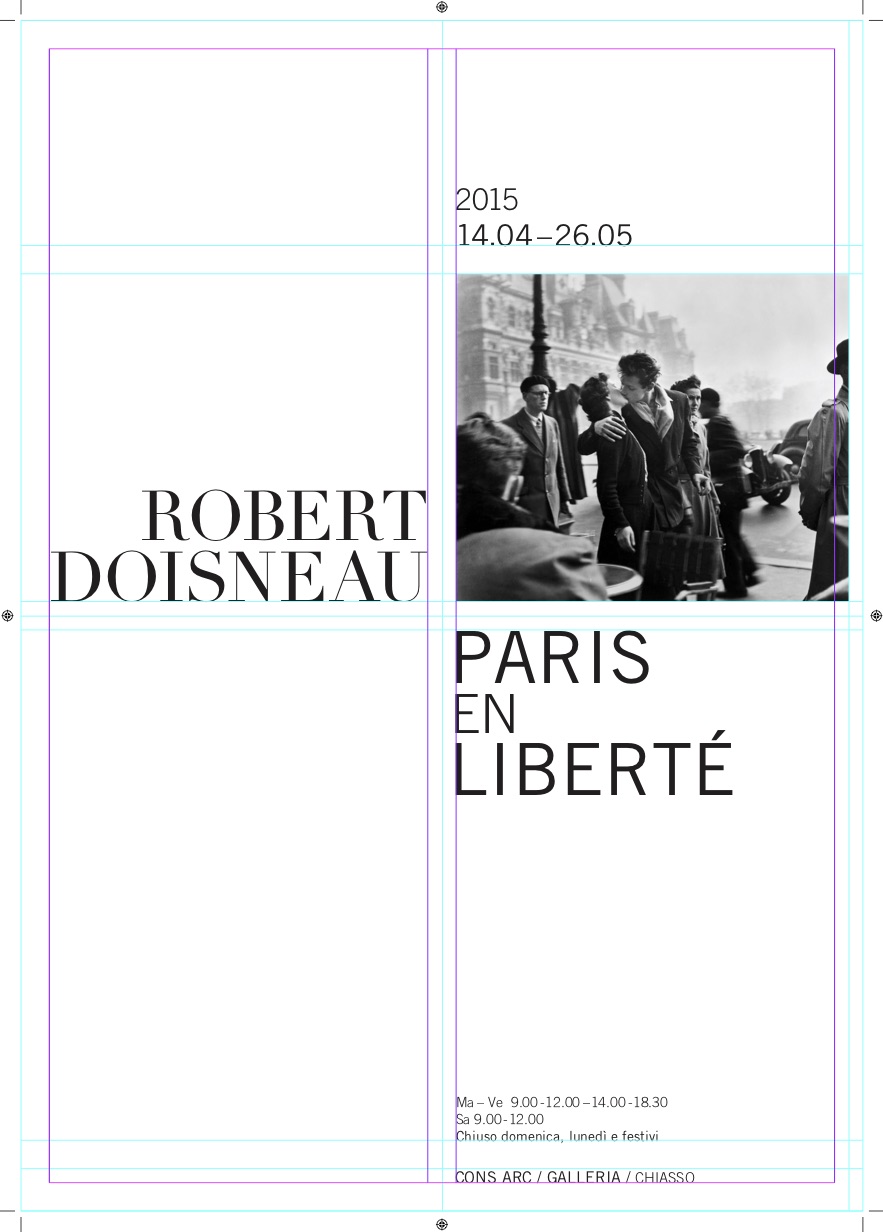 2015
14.04–26.05
ROBERT
DOISNEAU
PARIS
EN
LIBERTÉ
Ma – Ve 9.00-12.00 – 14.00-18.30
Sa 9.00-12.00
Chiuso domenica, lunedì e festivi
CONS ARC / GALLERIA / CHIASSO